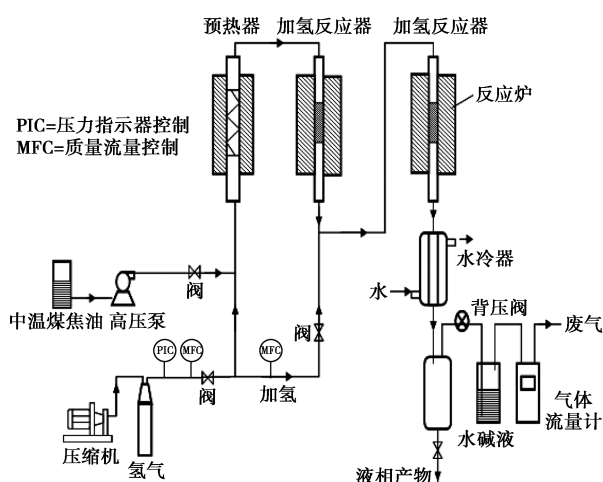 预热器
加氢反应器
加氢反应器
反应炉
PIC=压力指示器控制
MFC=质量流量控制
水冷器
水
阀
中温煤焦油
高压泵
背压阀
废气
阀
PIC
MFC
MFC
阀
加氢
气体
流量计
水碱液
压缩机
氢气
液相产物